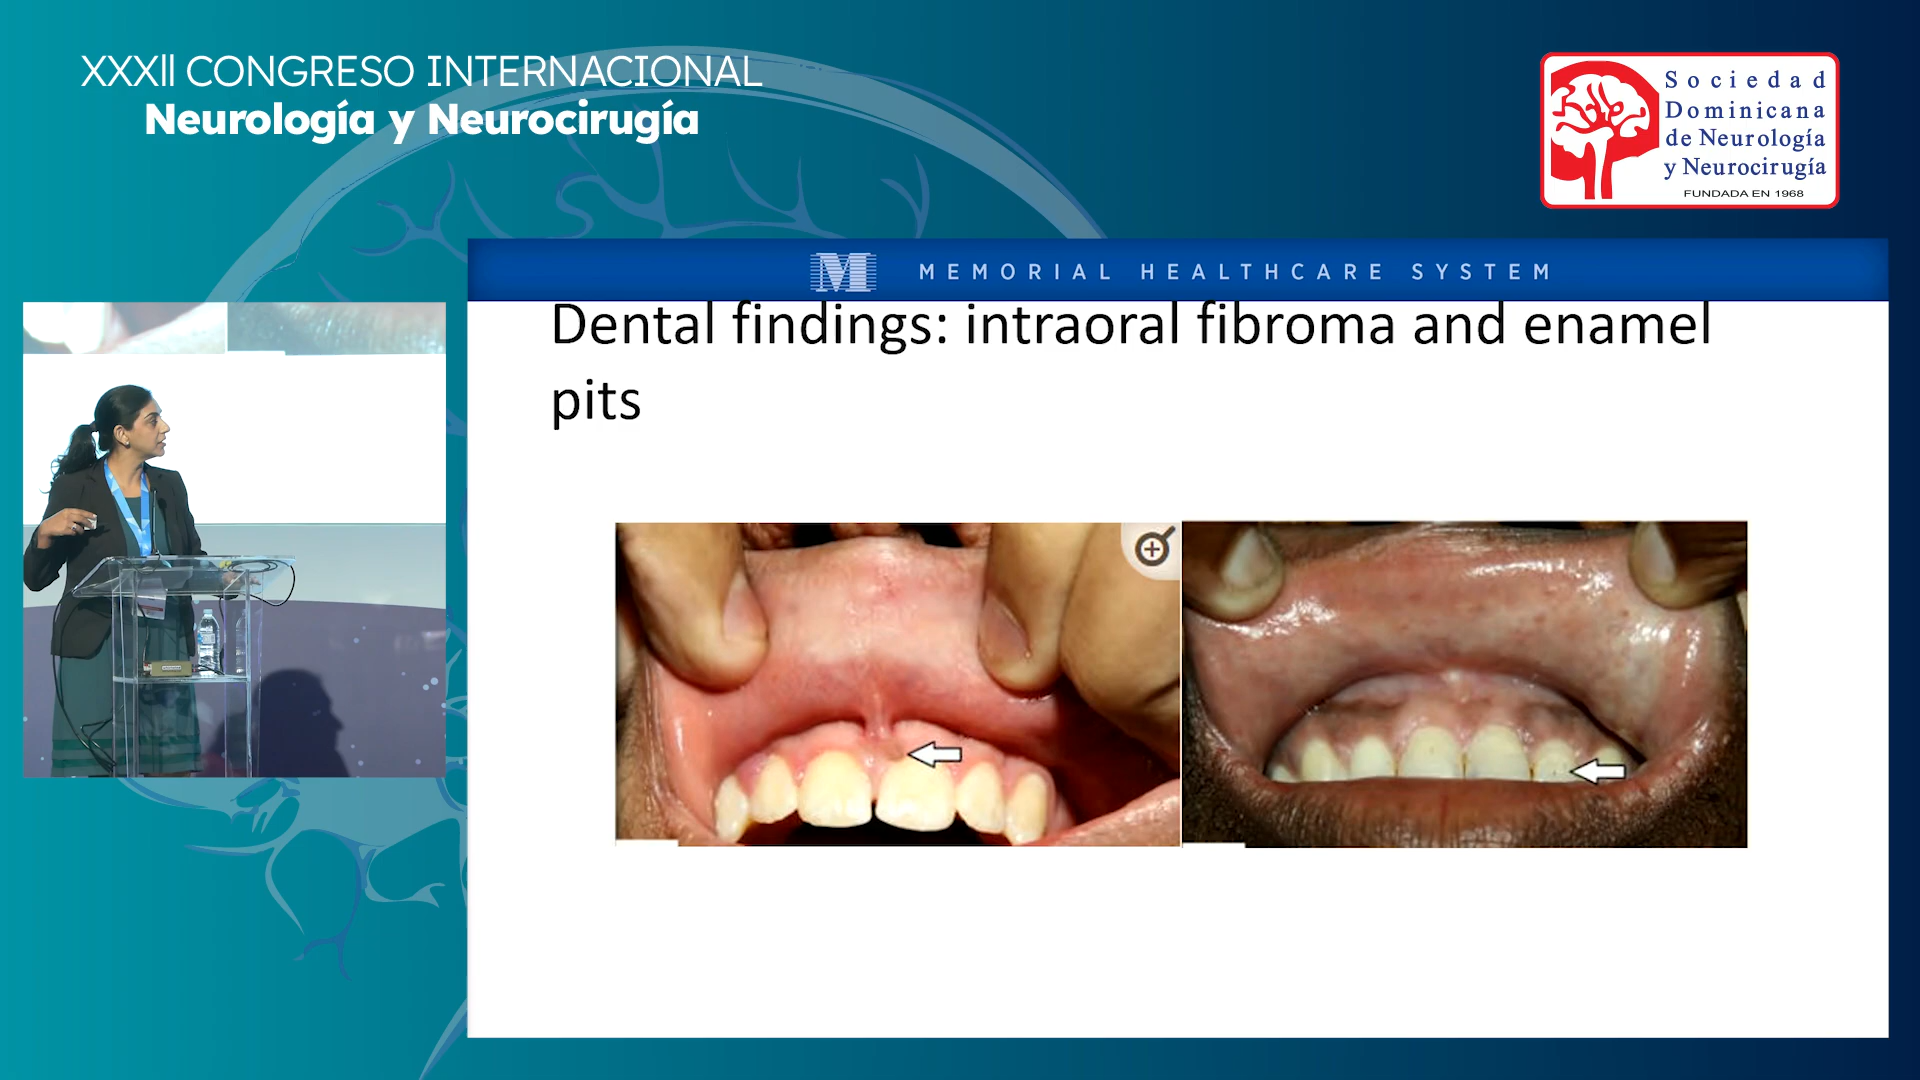 XXXII CONGRESO INTERNACIONAL
Neurología y Neurocirugía
Sociedad
Dominicana
de Neurología
y Neurocirugía
FUNDADA EN 1968
M MEMORIAL HEALTHCARE SYSTEM
Dental findings: intraoral fibroma and enamel
pits